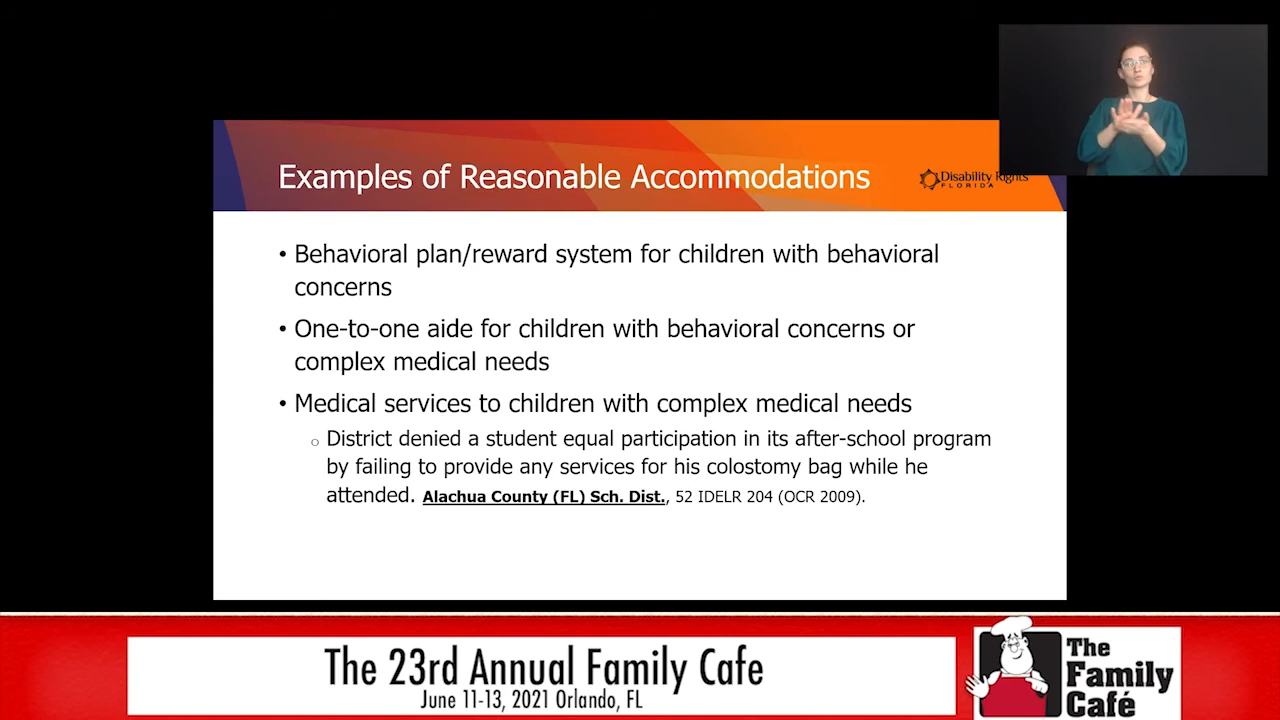 Examples of Reasonable Accommodations
Disability Rights
FLORIDA
• Behavioral plan/reward system for children with behavioral
concerns
• One-to-one aide for children with behavioral concerns or
complex medical needs
• Medical services to children with complex medical needs
○ District denied a student equal participation in its after-school program
by failing to provide any services for his colostomy bag while he
attended. Alachua County (FL) Sch. Dist., 52 IDELR 204 (OCR 2009).
The 23rd Annual Family Cafe
June 11-13, 2021 Orlando, FL
The
Family
Café